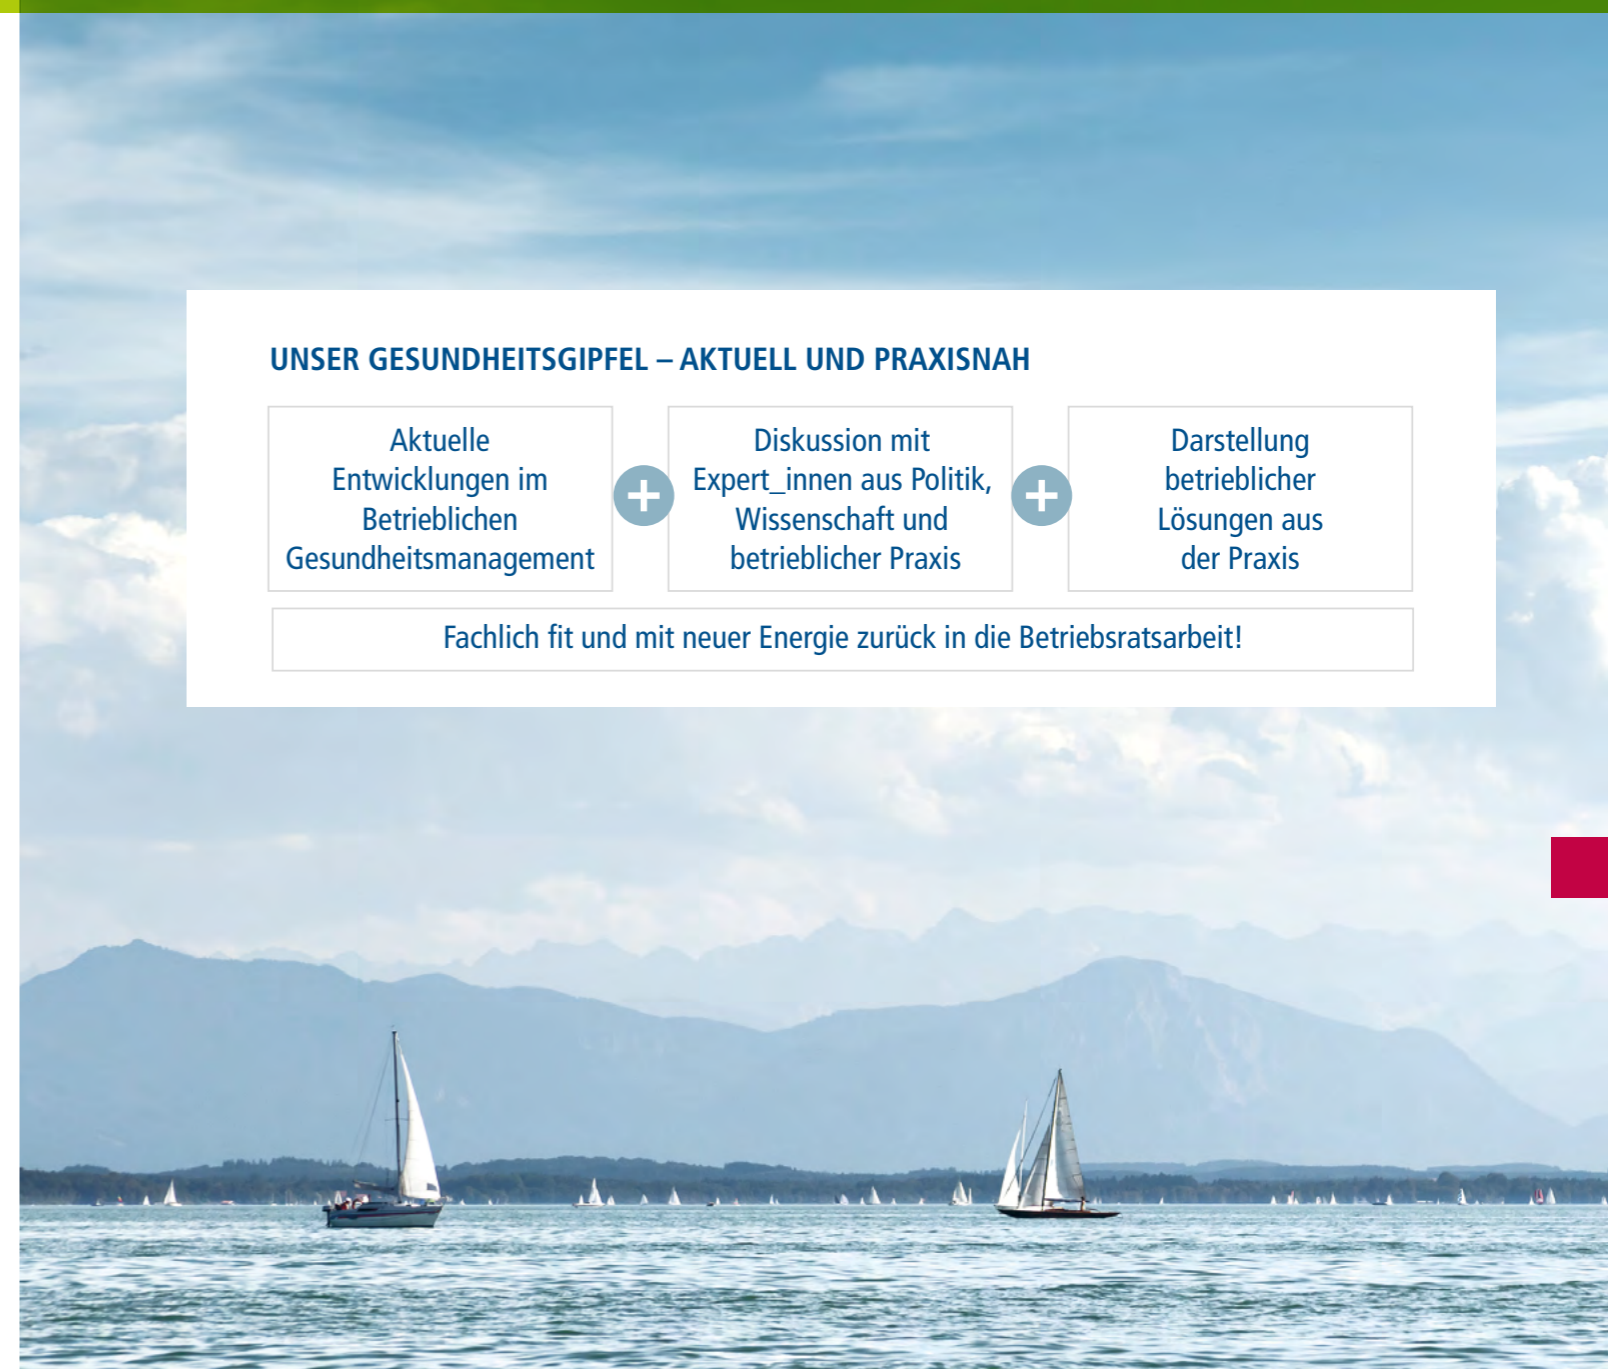 UNSER GESUNDHEITSGIPFEL – AKTUELL UND PRAXISNAH
Aktuelle
Entwicklungen im
Betrieblichen
Gesundheitsmanagement
+
Diskussion mit
Expert_innen aus Politik,
Wissenschaft und
betrieblicher Praxis
+
Darstellung
betrieblicher
Lösungen aus
der Praxis
Fachlich fit und mit neuer Energie zurück in die Betriebsratsarbeit!